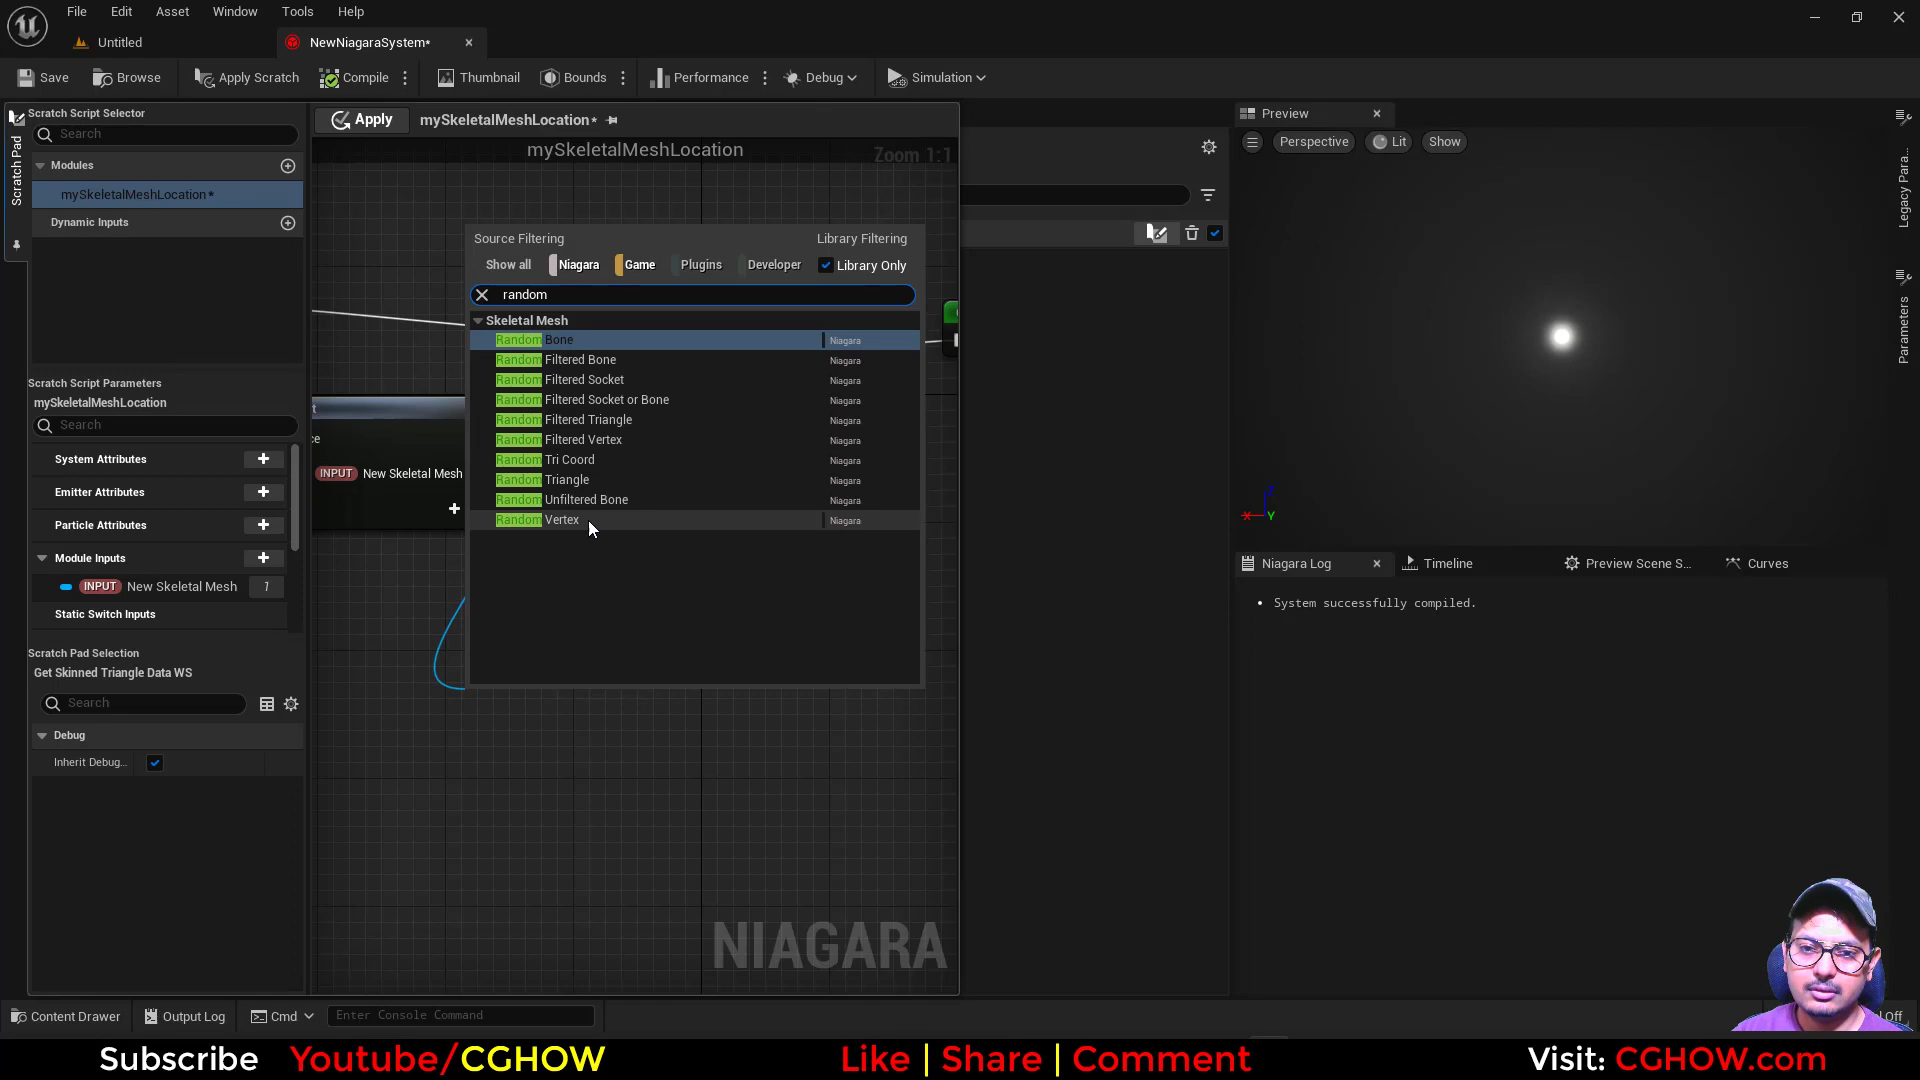 File Edit Asset Window Tools Help
Untitled NewNiagaraSystem*
Save Browse Apply Scratch Compile Thumbnail Bounds Performance Debug Simulation
Scratch Script Selector
Search
Modules
mySkeletalMeshLocation*
Dynamic Inputs
Scratch Pad
Scratch Script Parameters
mySkeletalMeshLocation
Search
System Attributes
Emitter Attributes
Particle Attributes
Module Inputs
INPUT New Skeletal Mesh 1
Static Switch Inputs
Scratch Pad Selection
Get Skinned Triangle Data WS
Search
Debug
Inherit Debug...
Apply mySkeletalMeshLocation*
mySkeletalMeshLocation
Zoom 1:1
INPUT New Skeletal Mesh
Source Filtering Library Filtering
Show all Niagara Game Plugins Developer Library Only
random
Skeletal Mesh
Random Bone Niagara
Random Filtered Bone Niagara
Random Filtered Socket Niagara
Random Filtered Socket or Bone Niagara
Random Filtered Triangle Niagara
Random Filtered Vertex Niagara
Random Tri Coord Niagara
Random Triangle Niagara
Random Unfiltered Bone Niagara
Random Vertex Niagara
NIAGARA
Preview
Perspective Lit Show
Z
X Y
Legacy Para...
Parameters
Niagara Log Timeline Preview Scene S... Curves
System successfully compiled.
Content Drawer Output Log Cmd Enter Console Command
Off
Subscribe Youtube/CGHOW Like | Share | Comment Visit: CGHOW.com